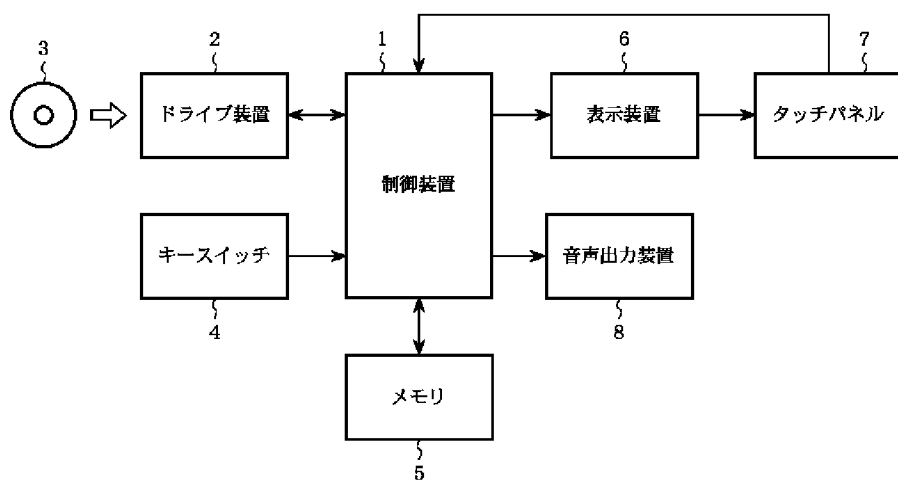 3
2
ドライブ装置
1
制御装置
6
表示装置
7
タッチパネル
キースイッチ
4
音声出力装置
8
メモリ
5